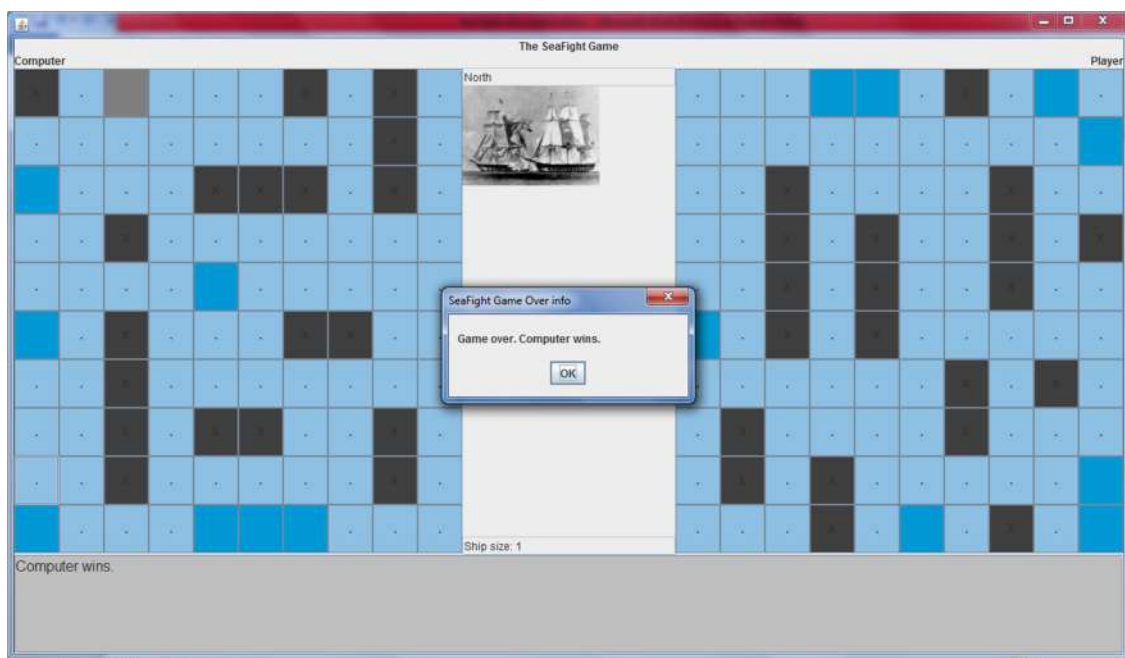 The SeaFight Game
Computer
Player
North
SeaFight Game Over info
Game over. Computer wins.
OK
Ship size: 1
Computer wins.